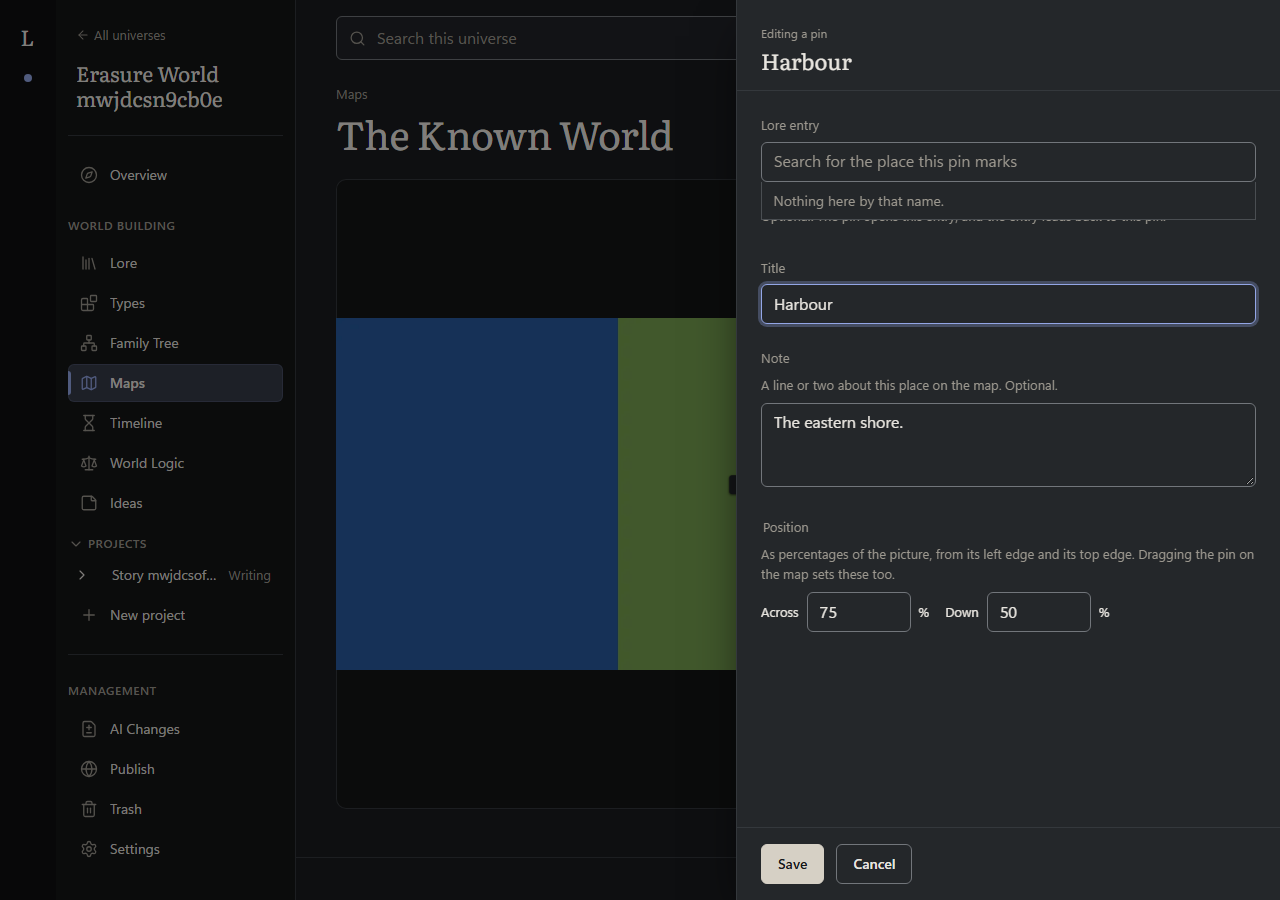 L
All universes
Erasure World
mwjdcsn9cb0e
Overview
WORLD BUILDING
Lore
Types
Family Tree
Maps
Timeline
World Logic
Ideas
PROJECTS
Story mwjdcsof... Writing
New project
MANAGEMENT
AI Changes
Publish
Trash
Settings
Search this universe
Maps
The Known World
Editing a pin
Harbour
Lore entry
Search for the place this pin marks
Nothing here by that name.
Title
Harbour
Note
A line or two about this place on the map. Optional.
The eastern shore.
Position
As percentages of the picture, from its left edge and its top edge. Dragging the pin on
the map sets these too.
Across 75 % Down 50 %
Save Cancel